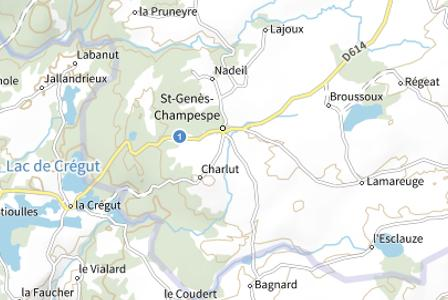 la Pruneyre
Lajoux
Labanut
D614
Nadeil
Jallandrieux
Régeat
St-Genès-
Champespe
Broussoux
1
Lac de Crégut
Charlut
Lamareuge
la Crégut
l'Esclauze
le Vialard
Bagnard
la Faucher
le Coudert